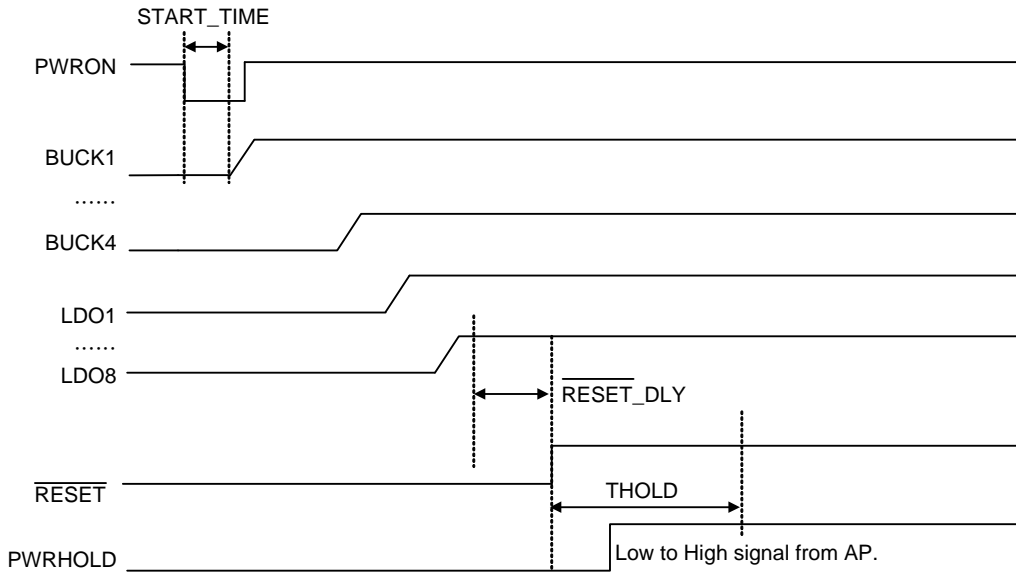 START_TIME
PWRON
BUCK1
......
BUCK4
LDO1
......
LDO8
RESET_DLY
RESET
THOLD
PWRHOLD
Low to High signal from AP.